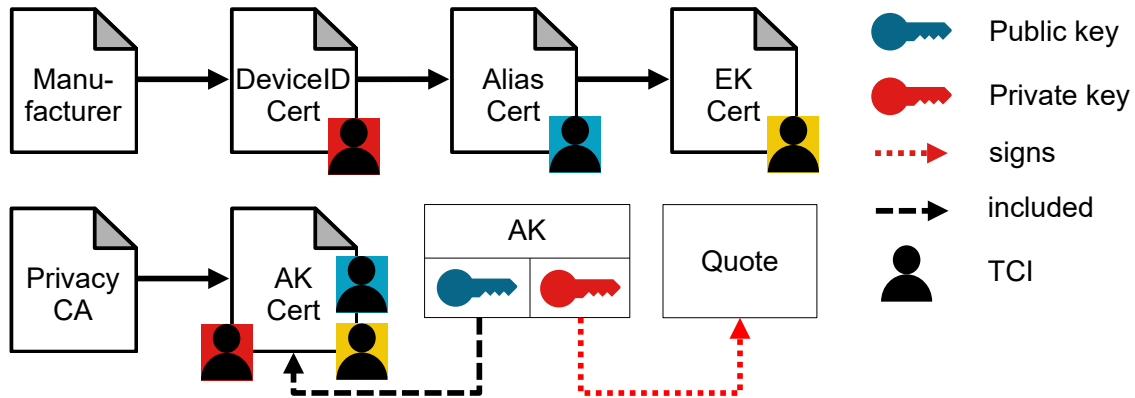 Manu-
facturer
DeviceID
Cert
Alias
Cert
EK
Cert
Public key
Private key
signs
included
TCI
Privacy
CA
AK
Cert
AK
Quote